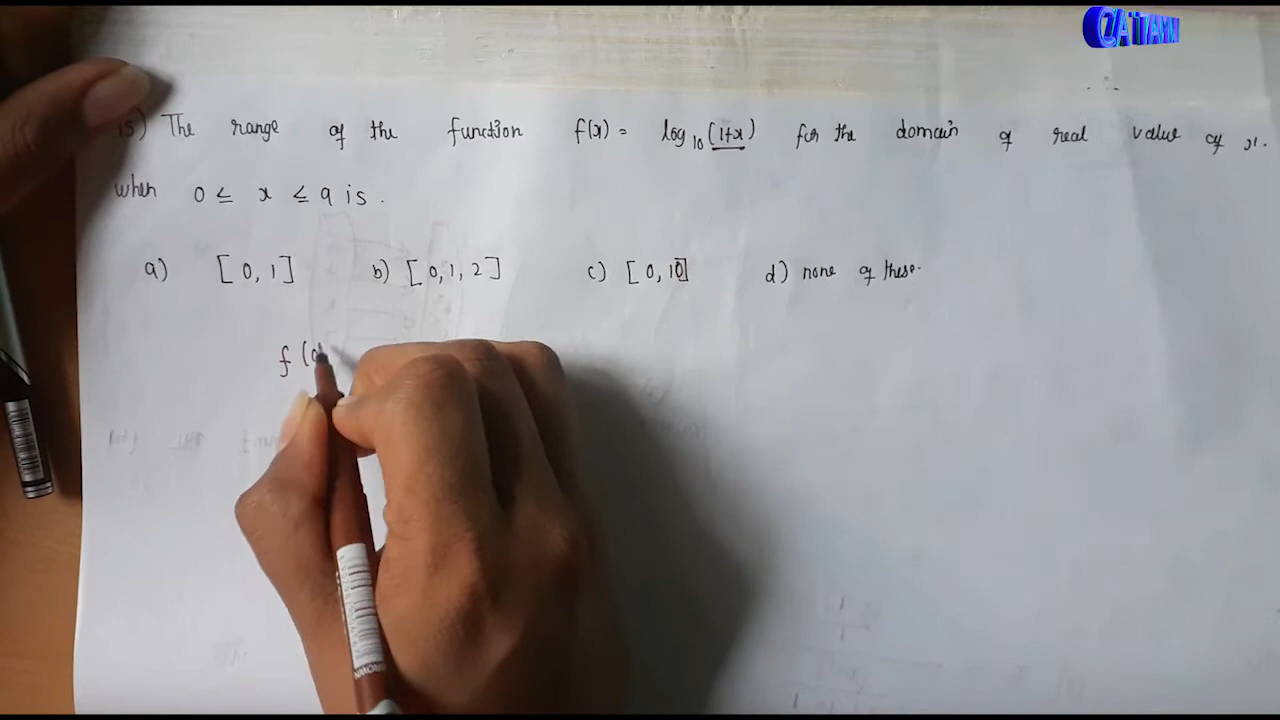 15) The range of the function f(x) = log₁₀ (1+x) for the domain of real value of x.
when 0 ≤ x ≤ 9 is.
a) [0, 1] b) [0, 1, 2] c) [0, 10] d) none of these.
f (0